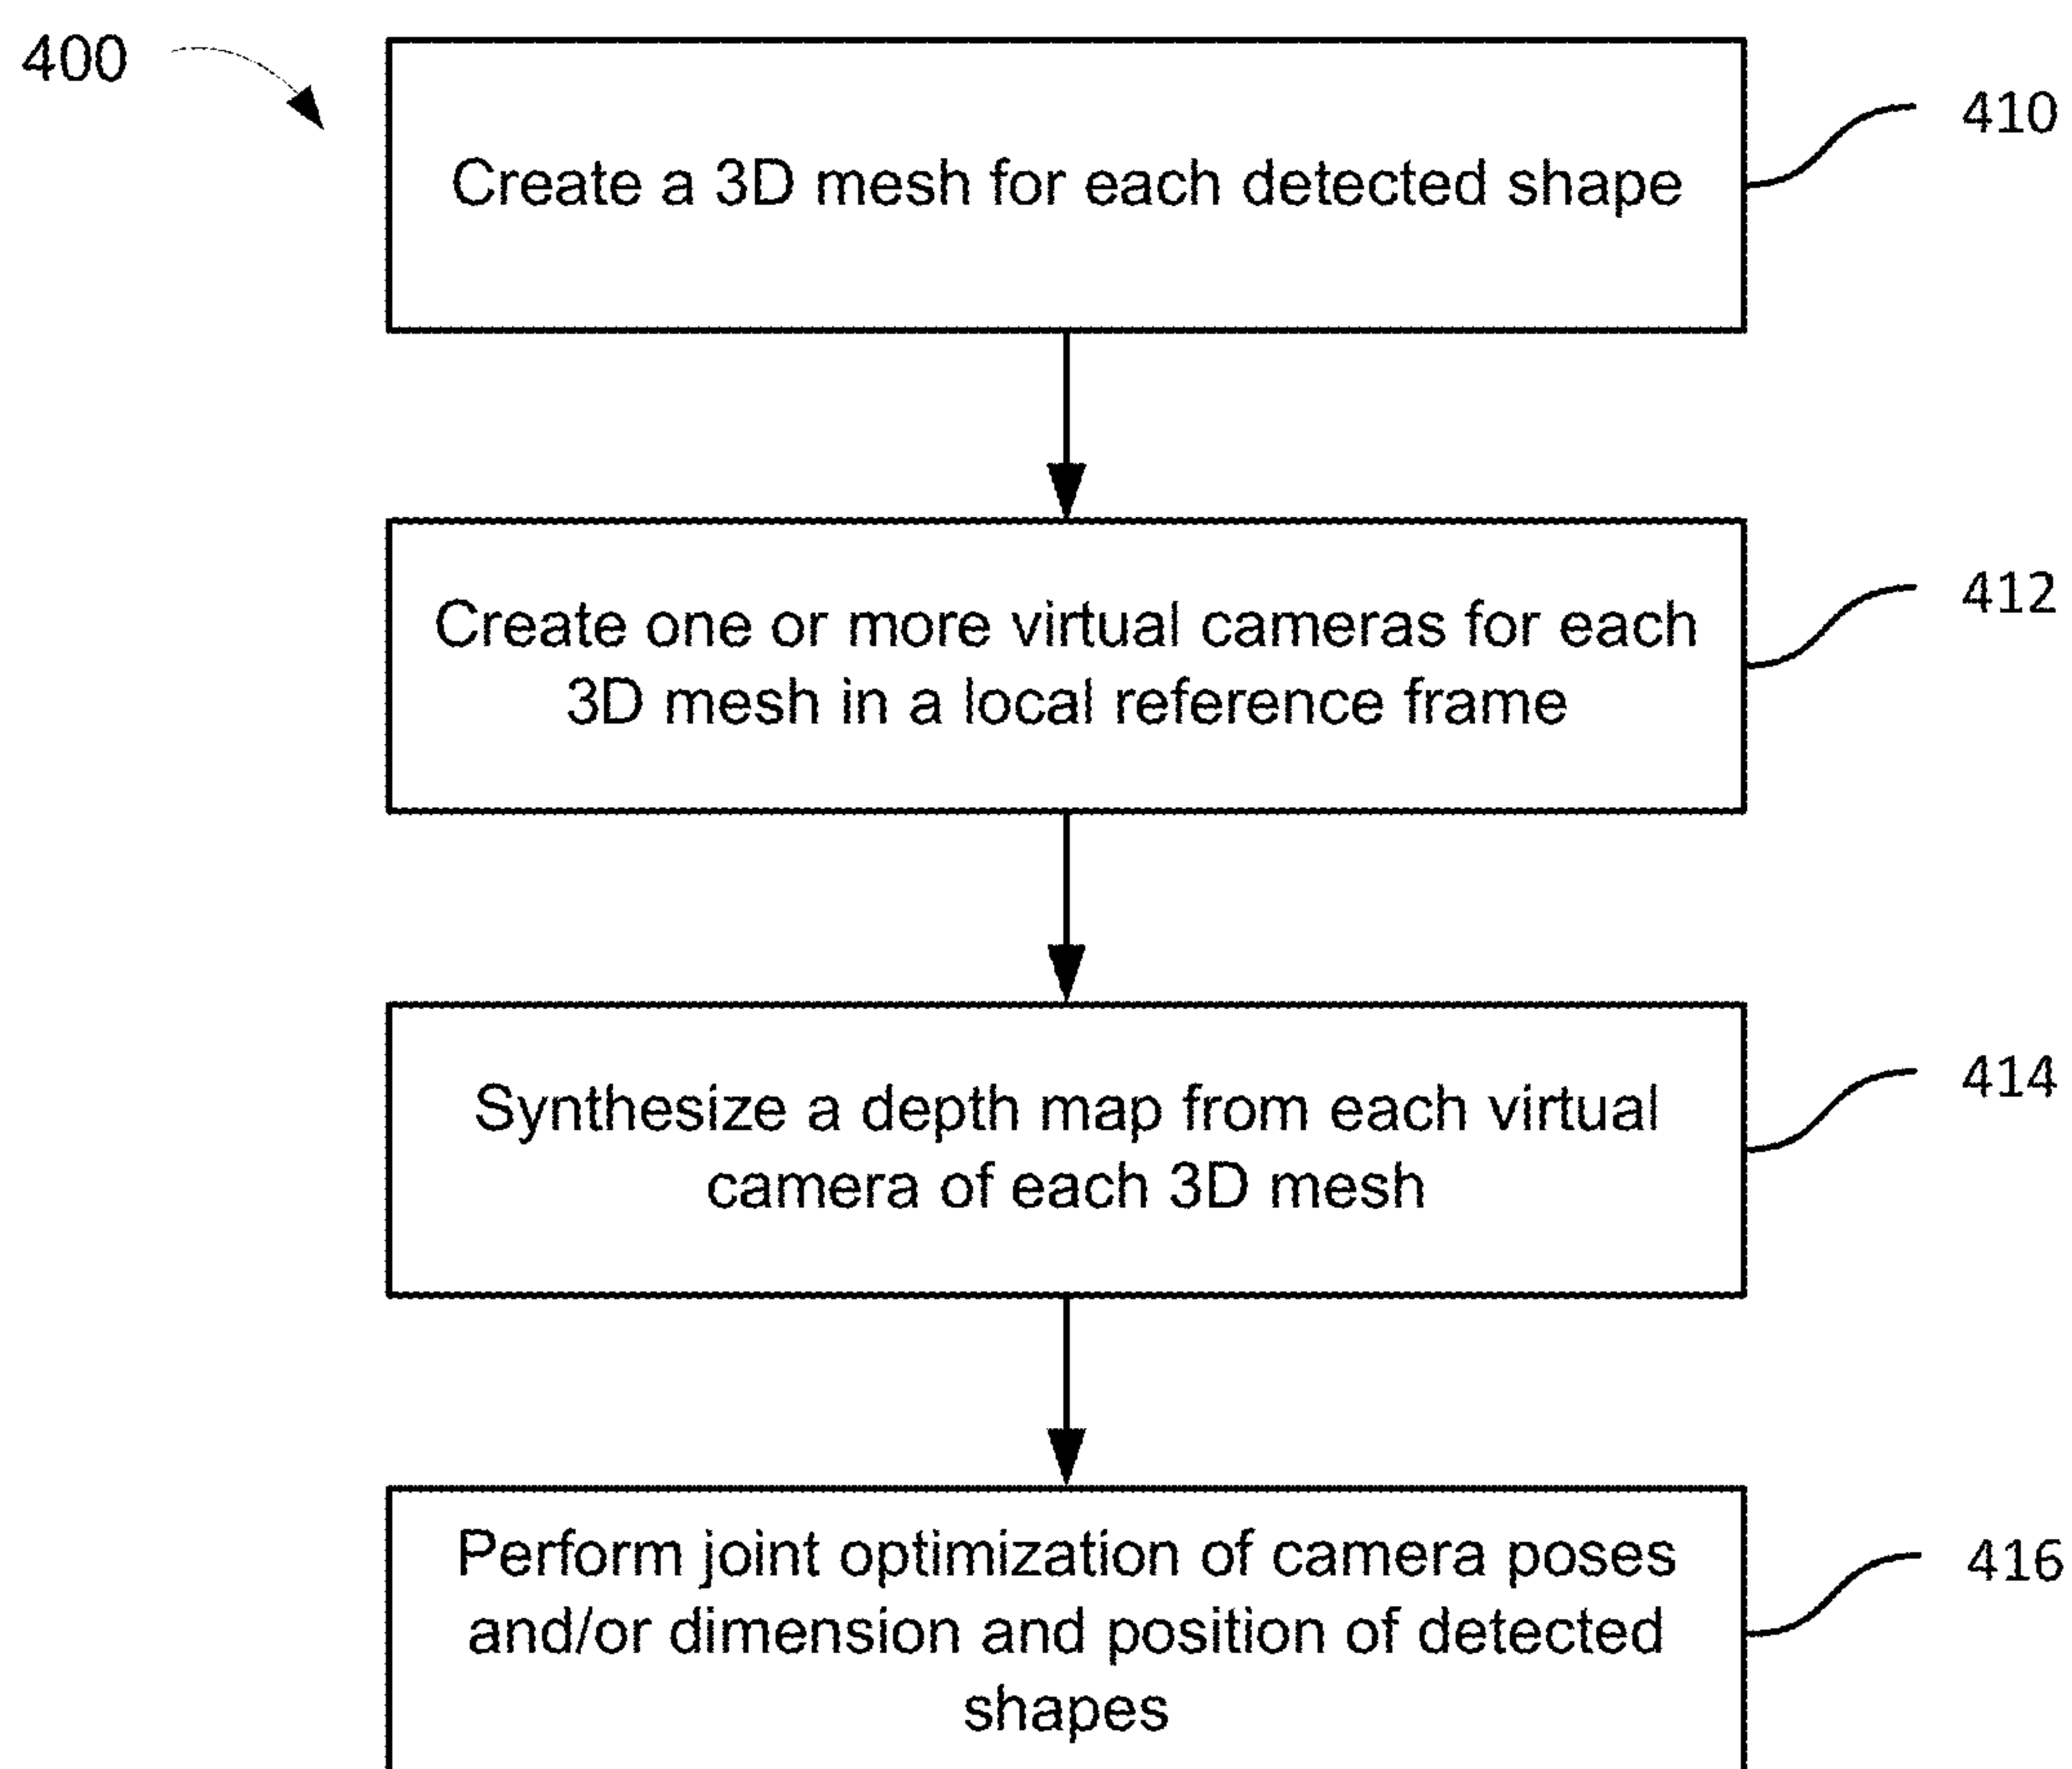 400
410
Create a 3D mesh for each detected shape
412
Create one or more virtual cameras for each
3D mesh in a local reference frame
414
Synthesize a depth map from each virtual
camera of each 3D mesh
416
Perform joint optimization of camera poses
and/or dimension and position of detected
shapes